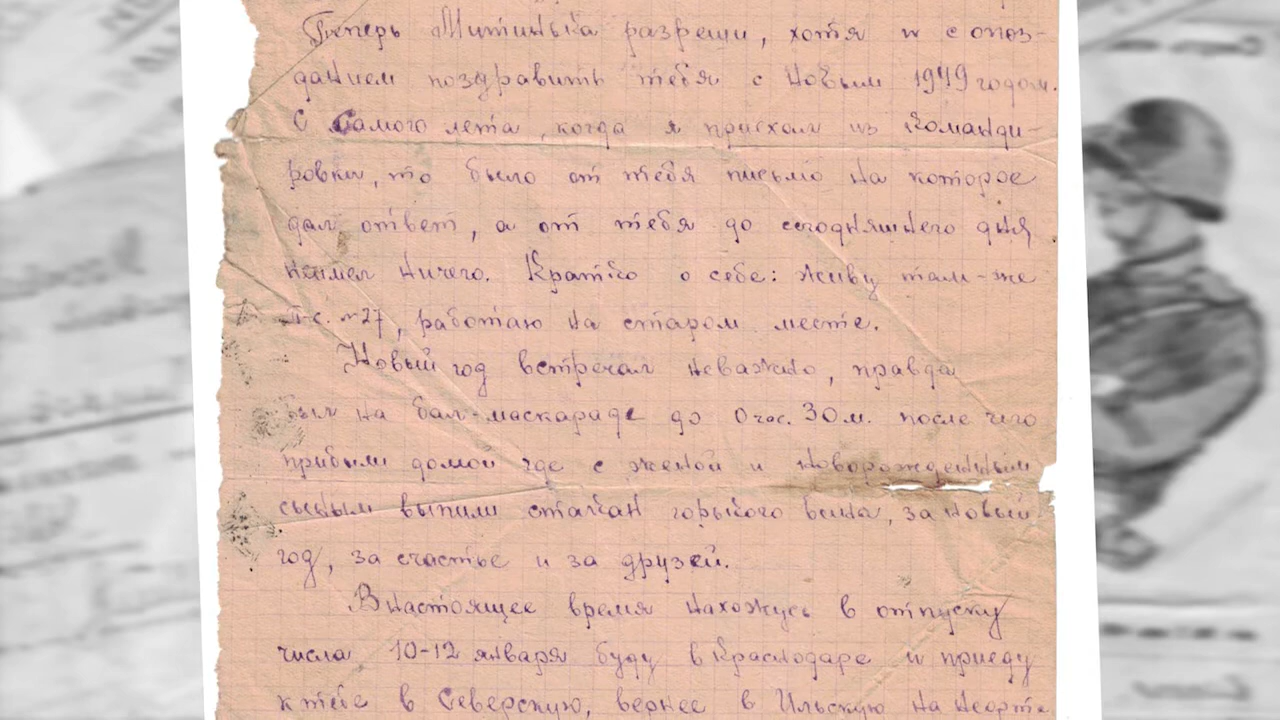 Теперь Митинька разреши, хотя и с опоз-
данием поздравить тебя с Новым 1949 годом.
С самого лета, когда я приехал из команди-
ровки, то было от тебя письмо на которое
дал ответ, а от тебя до сегодняшнего дня
неимел ничего. Кратко о себе: живу там-же
П.С. №27, работаю на старом месте.
Новый год встречал неважно, правда
был на бал-маскараде до 0 час. 30 м. после чего
прибыли домой где с женой и новорожденным
сыным выпили стакан горького вина, за новый
год, за счастье и за друзей.
В настоящее время нахожусь в отпуску
числа 10-12 января буду в Краснодаре и приеду
к тебе в Северскую, вернее в Ильскую на